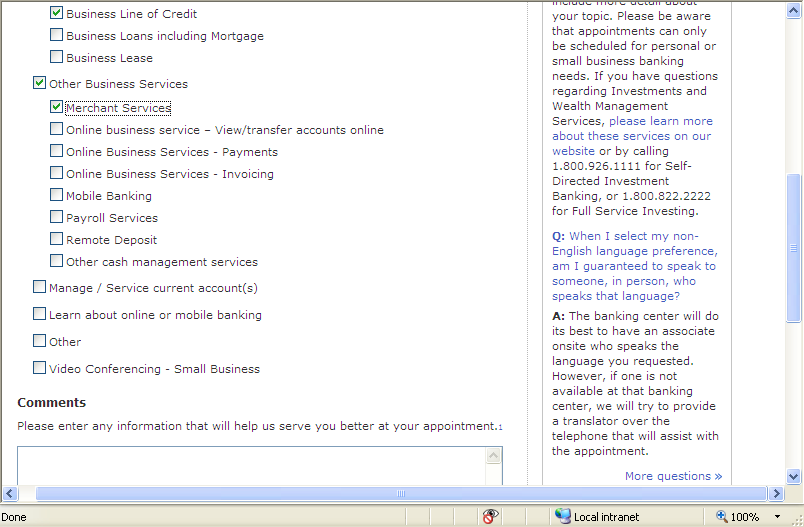 Business Line of Credit
Business Loans including Mortgage
Business Lease
Other Business Services
Merchant Services
Online business service – View/transfer accounts online
Online Business Services - Payments
Online Business Services - Invoicing
Mobile Banking
Payroll Services
Remote Deposit
Other cash management services
Manage / Service current account(s)
Learn about online or mobile banking
Other
Video Conferencing - Small Business
Comments
Please enter any information that will help us serve you better at your appointment.1
include more detail about
your topic. Please be aware
that appointments can only
be scheduled for personal or
small business banking
needs. If you have questions
regarding Investments and
Wealth Management
Services, please learn more
about these services on our
website or by calling
1.800.926.1111 for Self-
Directed Investment
Banking, or 1.800.822.2222
for Full Service Investing.
Q: When I select my non-
English language preference,
am I guaranteed to speak to
someone, in person, who
speaks that language?
A: The banking center will do
its best to have an associate
onsite who speaks the
language you requested.
However, if one is not
available at that banking
center, we will try to provide
a translator over the
telephone that will assist with
the appointment.
More questions »
Done
Local intranet
100%